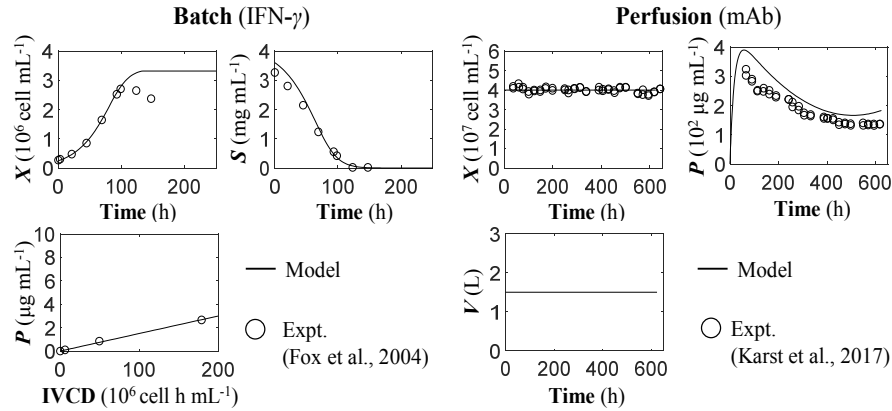 Batch (IFN-γ)
Perfusion (mAb)
4
3
2
1
0
X (10⁶ cell mL⁻¹)
0 100 200
Time (h)
4
3
2
1
0
S (mg mL⁻¹)
0 100 200
Time (h)
7
6
5
4
3
2
1
0
X (10⁷ cell mL⁻¹)
0 200 400 600
Time (h)
4
3
2
1
0
P (10² μg mL⁻¹)
0 200 400 600
Time (h)
10
8
6
4
2
0
P (μg mL⁻¹)
0 100 200
IVCD (10⁶ cell h mL⁻¹)
Model
Expt.
(Fox et al., 2004)
3
2
1
0
V (L)
0 200 400 600
Time (h)
Model
Expt.
(Karst et al., 2017)